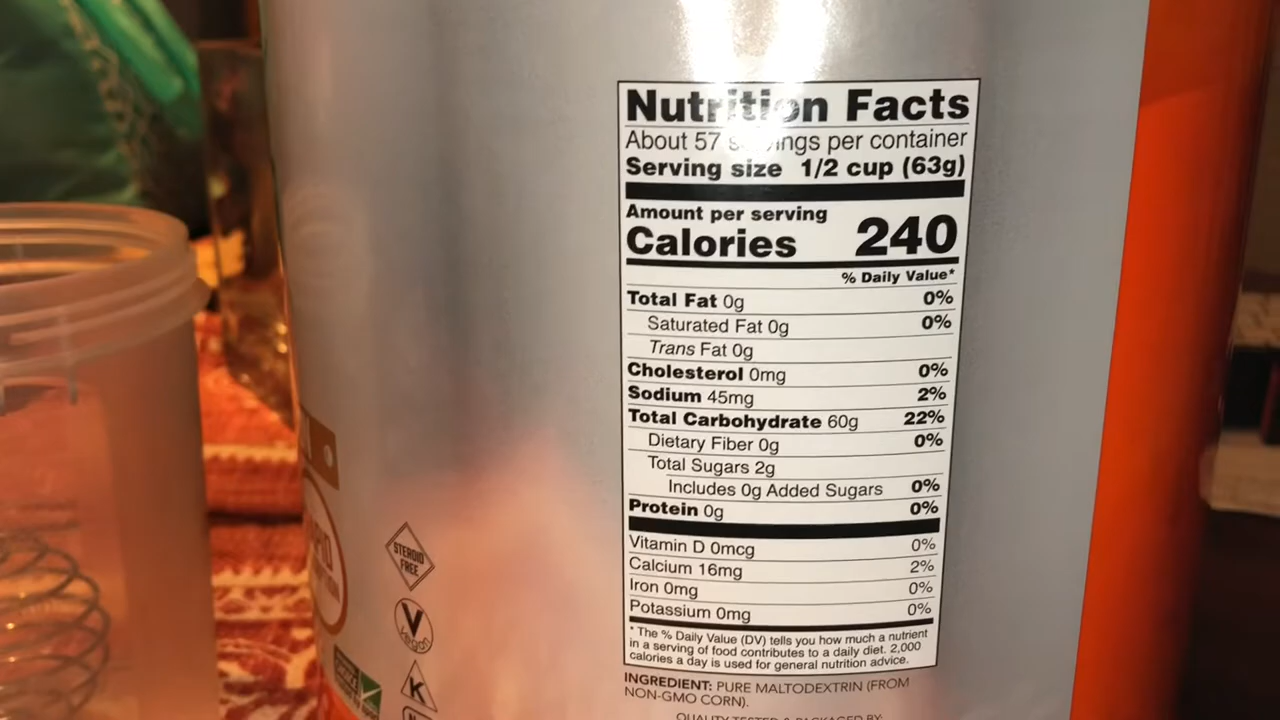 Nutrition Facts
About 57 servings per container
Serving size 1/2 cup (63g)
Amount per serving
Calories 240
% Daily Value*
Total Fat 0g 0%
Saturated Fat 0g 0%
Trans Fat 0g
Cholesterol 0mg 0%
Sodium 45mg 2%
Total Carbohydrate 60g 22%
Dietary Fiber 0g 0%
Total Sugars 2g
Includes 0g Added Sugars 0%
Protein 0g 0%
Vitamin D 0mcg 0%
Calcium 16mg 2%
Iron 0mg 0%
Potassium 0mg 0%
* The % Daily Value (DV) tells you how much a nutrient
in a serving of food contributes to a daily diet. 2,000
calories a day is used for general nutrition advice.
INGREDIENT: PURE MALTODEXTRIN (FROM
NON-GMO CORN).
QUALITY TESTED & PACKAGED BY:
STEROID
FREE
V
vegan
K